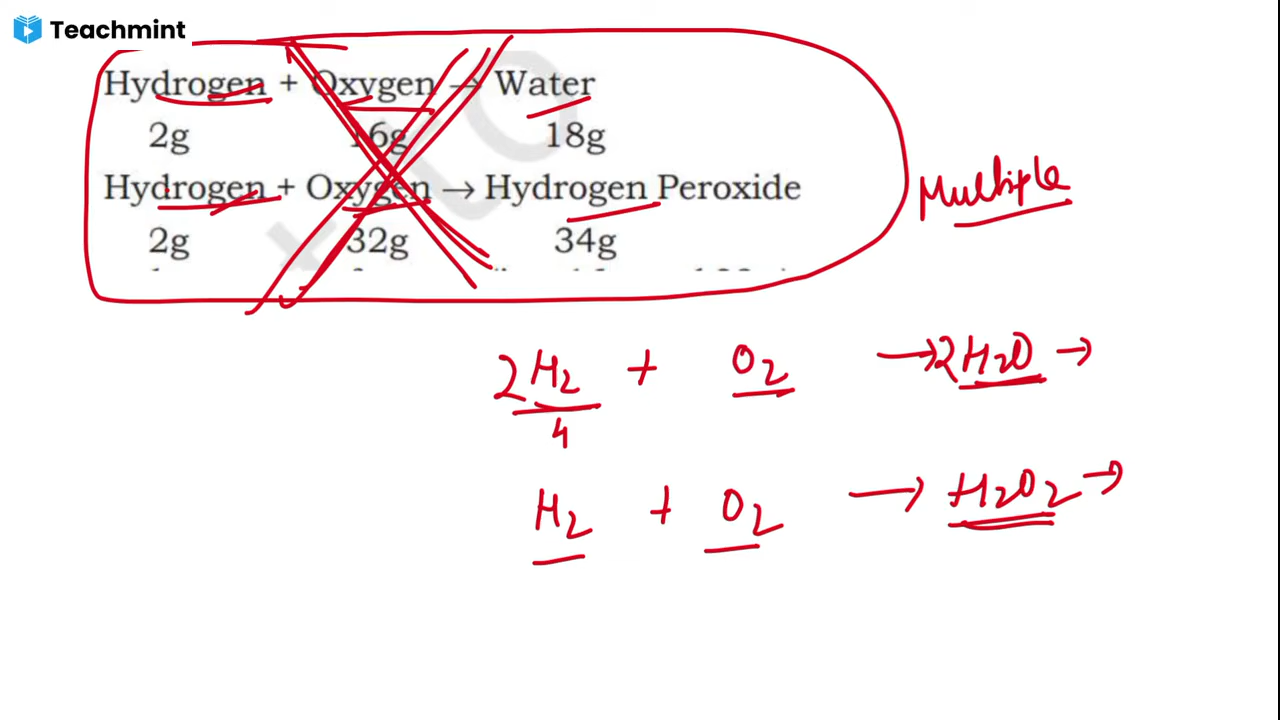 Teachmint
Hydrogen + Oxygen → Water
2g 16g 18g
Hydrogen + Oxygen → Hydrogen Peroxide
2g 32g 34g
Multiple
2H₂ + O₂ → 2H₂O →
4
H₂ + O₂ → H₂O₂ →